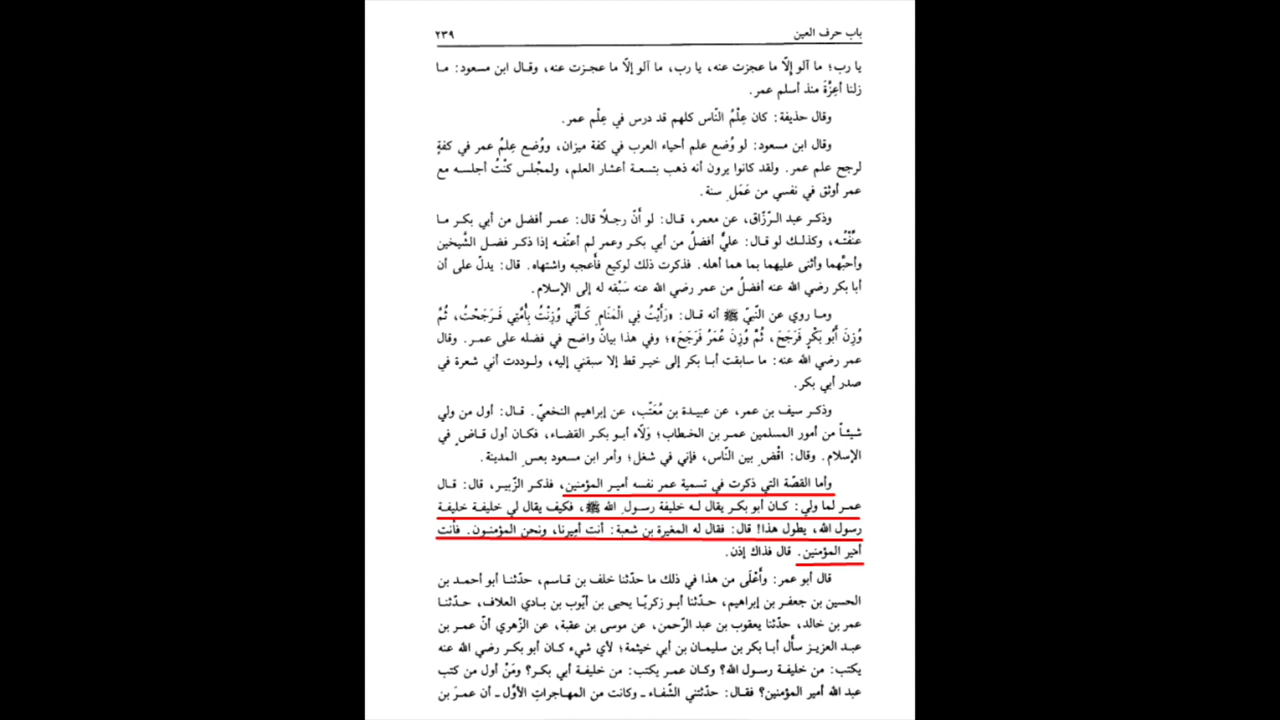 باب حرف العين ٢٣٩
يا رب؛ ما آلو إلّا ما عجزت عنه، يا رب، ما آلو إلّا ما عجزت عنه، وقال ابن مسعود: ما
زلنا أعِزَّةَ منذ أسلم عمر.
وقال حذيفة: كان عِلْمُ النّاس كلهم قد درس في عِلْم عمر.
وقال ابن مسعود: لو وُضع علم أحياء العرب في كفة ميزان، ووُضع عِلمُ عمر في كفةٍ
لرجح علم عمر. ولقد كانوا يرون أنه ذهب بتسعة أعشار العلم، ولمجْلس كنْتُ أجلسه مع
عمر أوثق في نفسي من عَمَلِ سنة.
وذكر عبد الرّزّاق، عن معمر، قال: لو أنّ رجلًا قال: عمر أفضل من أبي بكر ما
عنّفْتُه، وكذلك لو قال: عليٌّ أفضلُ من أبي بكر وعمر لم أعنّفه إذا ذكر فضل الشَّيخين
وأحبَّهما وأثنى عليهما بما هما أهله. فذكرت ذلك لوكيع فأعجبه واشتهاه. قال: يدلّ على أن
أبا بكر رضي الله عنه أفضلُ من عمر رضي الله عنه سَبْقه له إلى الإسلام.
وما روي عن النّبيّ ﷺ أنه قال: «رَأَيْتُ فِي الْمَنَامِ كَأَنِّي وُزِنْتُ بِأُمَّتِي فَرَجَحْتُ، ثُمَّ
وُزِنَ أَبُو بَكْرٍ فَرَجَحَ، ثُمَّ وُزِنَ عُمَرُ فَرَجَحَ»؛ وفي هذا بيانٌ واضح في فضله على عمر. وقال
عمر رضي الله عنه: ما سابقت أبا بكر إلى خير قط إلا سبقني إليه، ولوددت أني شعرة في
صدر أبي بكر.
وذكر سيف بن عمر، عن عبيدة بن مُعَتّب، عن إبراهيم النخعيّ. قال: أول من ولي
شيئاً من أمور المسلمين عمر بن الخطاب؛ وَلّاه أبو بكر القضاء، فكان أول قاضٍ في
الإسلام. وقال: اقْضِ بين النّاس، فإني في شغل؛ وأمر ابن مسعود بعسِ المدينة.
وأما القصّة التي ذكرت في تسمية عمر نفسه أمير المؤمنين، فذكر الزّبير، قال: قال
عمر لما ولي: كان أبو بكر يقال له خليفة رسولِ الله ﷺ، فكيف يقال لي خليفة خليفة
رسول الله، يطول هذا! قال: فقال له المغيرة بن شعبة: أنت أميرنا، ونحن المؤمنون. فأنت
أمير المؤمنين. قال فذاك إذن.
قال أبو عمر: وأَعْلَى من هذا في ذلك ما حدّثنا خلف بن قاسم، حدّثنا أبو أحمد بن
الحسين بن جعفر بن إبراهيم، حدّثنا أبو زكريّا يحيى بن أيّوب بن بادي العلاف، حدّثنا
عمر بن خالد، حدّثنا يعقوب بن عبد الرّحمن، عن موسى بن عقبة، عن الزّهري أنّ عمر بن
عبد العزيز سأل أبا بكر بن سليمان بن أبي خيثمة؛ لأي شيء كان أبو بكر رضي الله عنه
يكتب: من خليفة رسول الله؟ وكان عمر يكتب: من خليفة أبي بكر؟ ومَنْ أول من كتب
عبد الله أمير المؤمنين؟ فقال: حدّثتني الشّفاء ـ وكانت من المهاجراتِ الأُوَّل ـ أن عمرَ بن